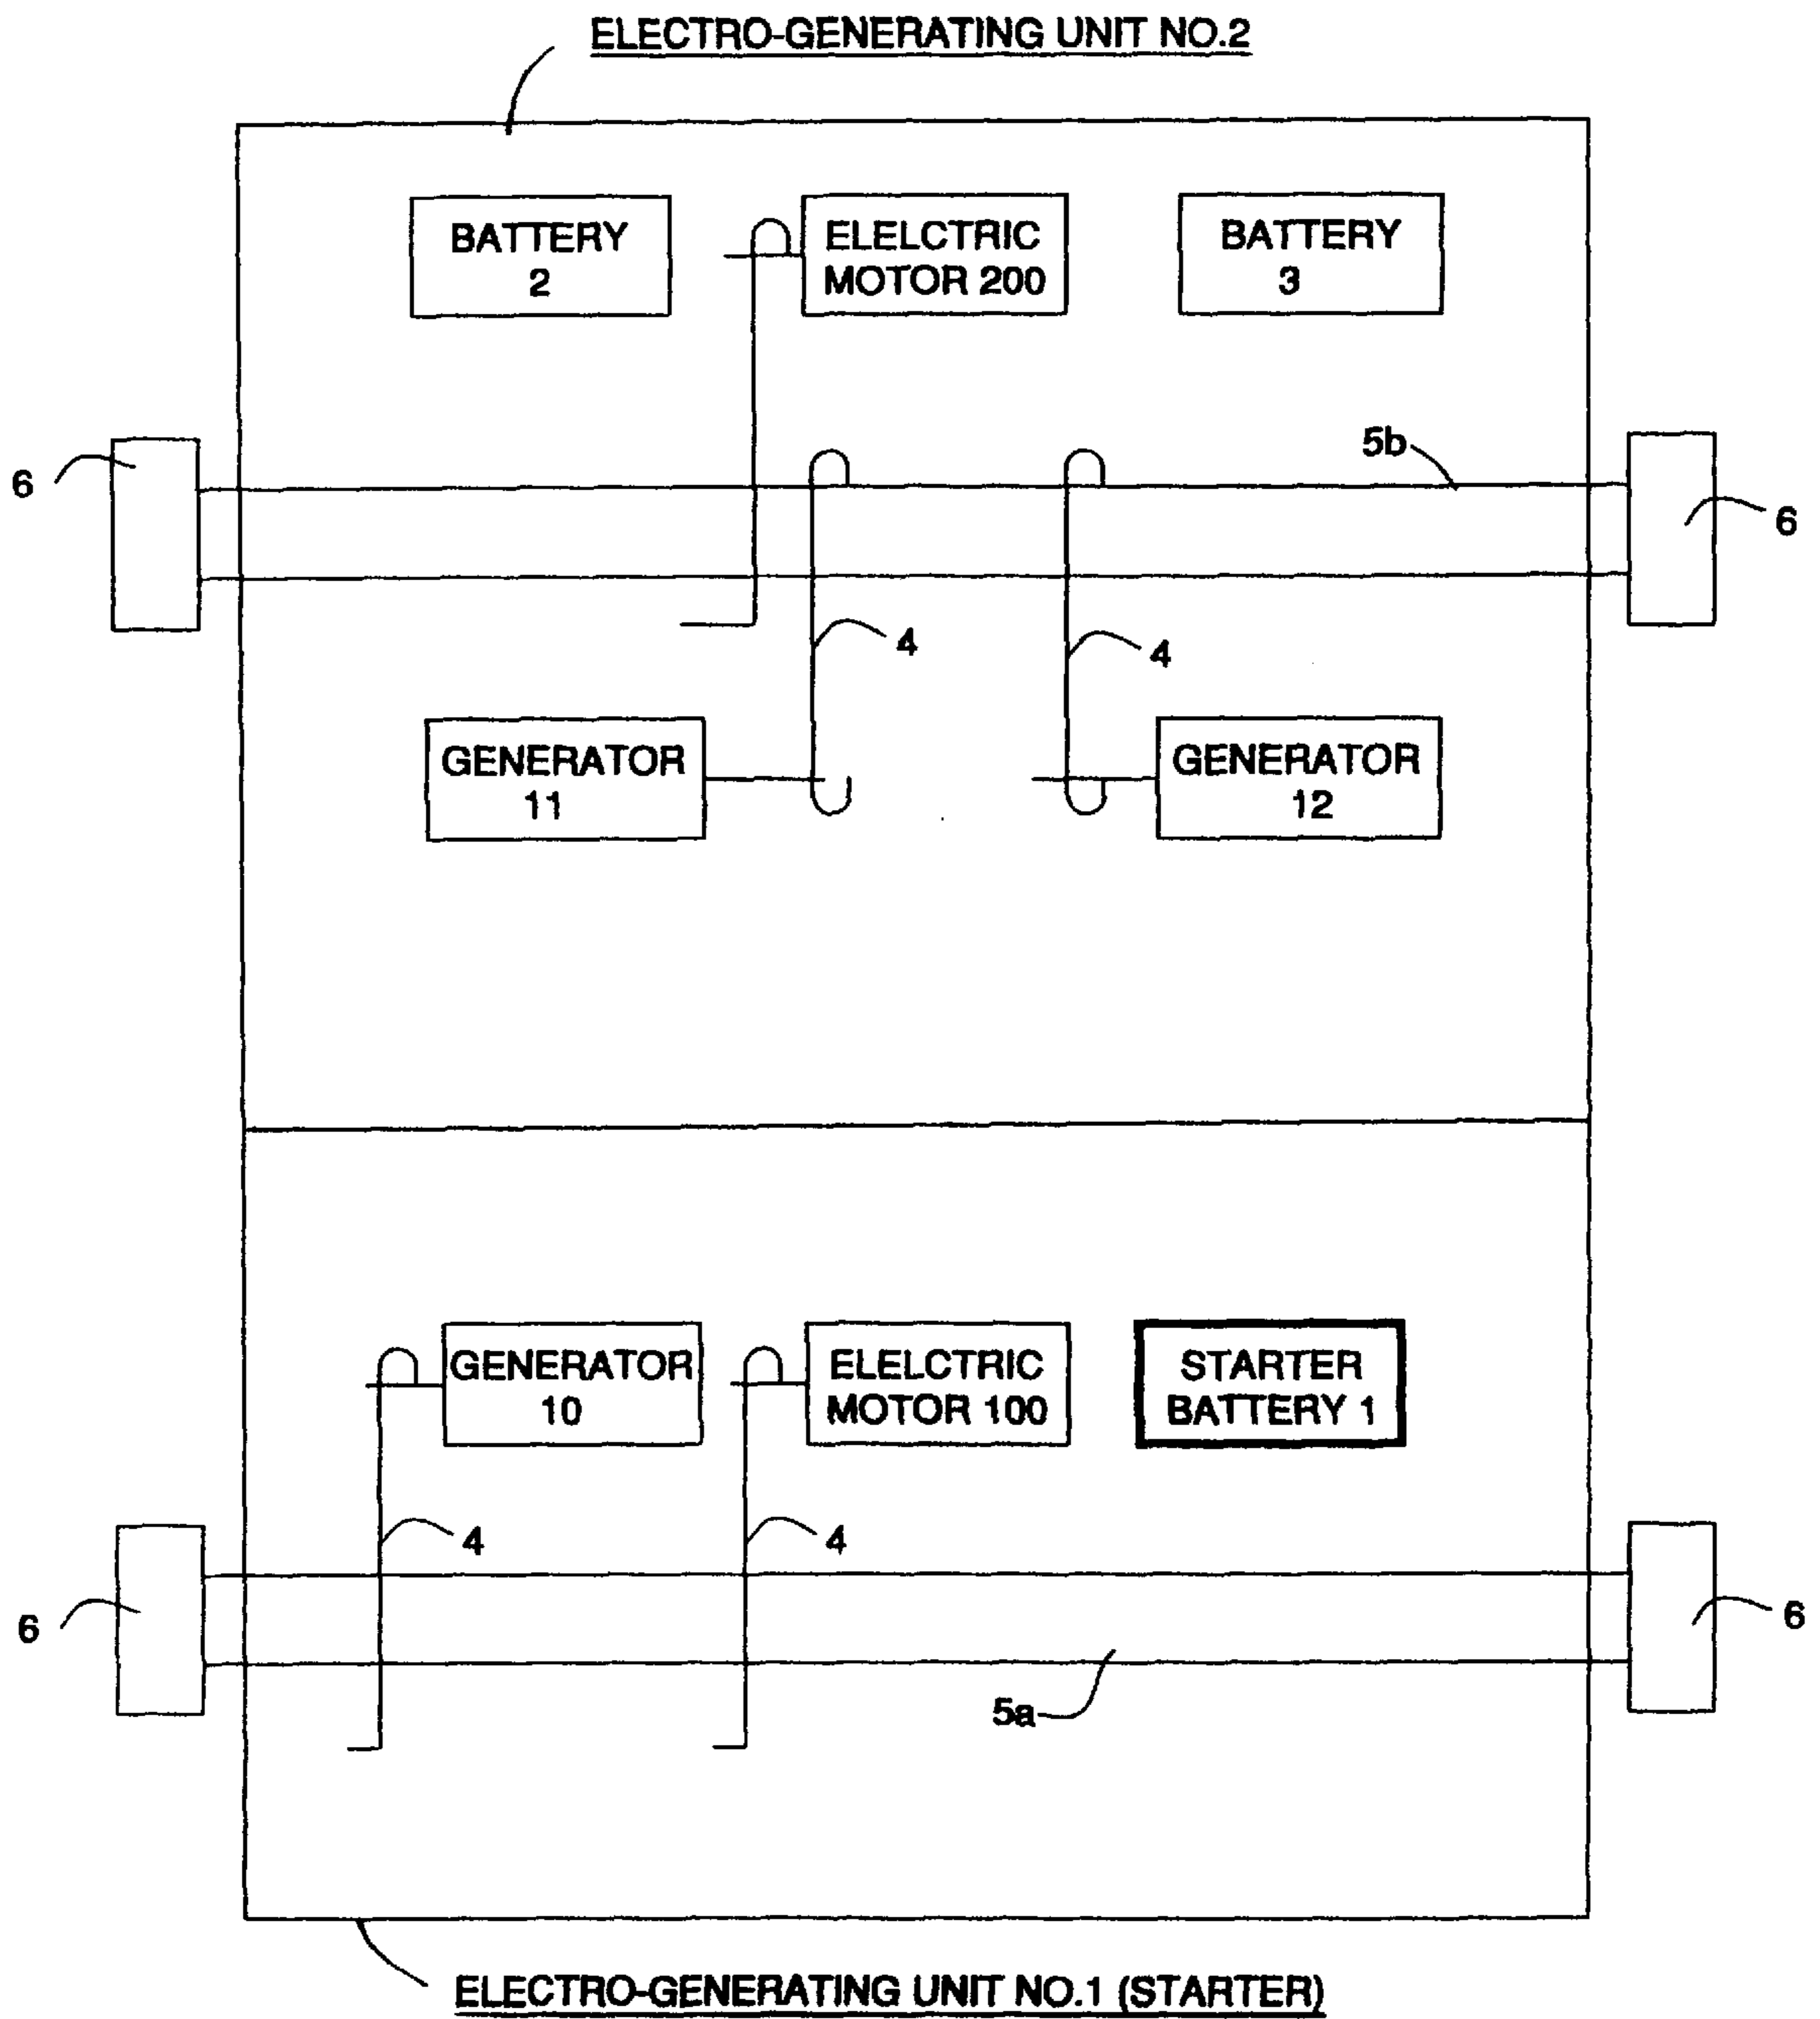 ELECTRO-GENERATING UNIT NO.2
BATTERY
2
ELELCTRIC
MOTOR 200
BATTERY
3
5b
6
6
4
4
GENERATOR
11
GENERATOR
12
GENERATOR
10
ELELCTRIC
MOTOR 100
STARTER
BATTERY 1
4
4
6
6
5a
ELECTRO-GENERATING UNIT NO.1 (STARTER)